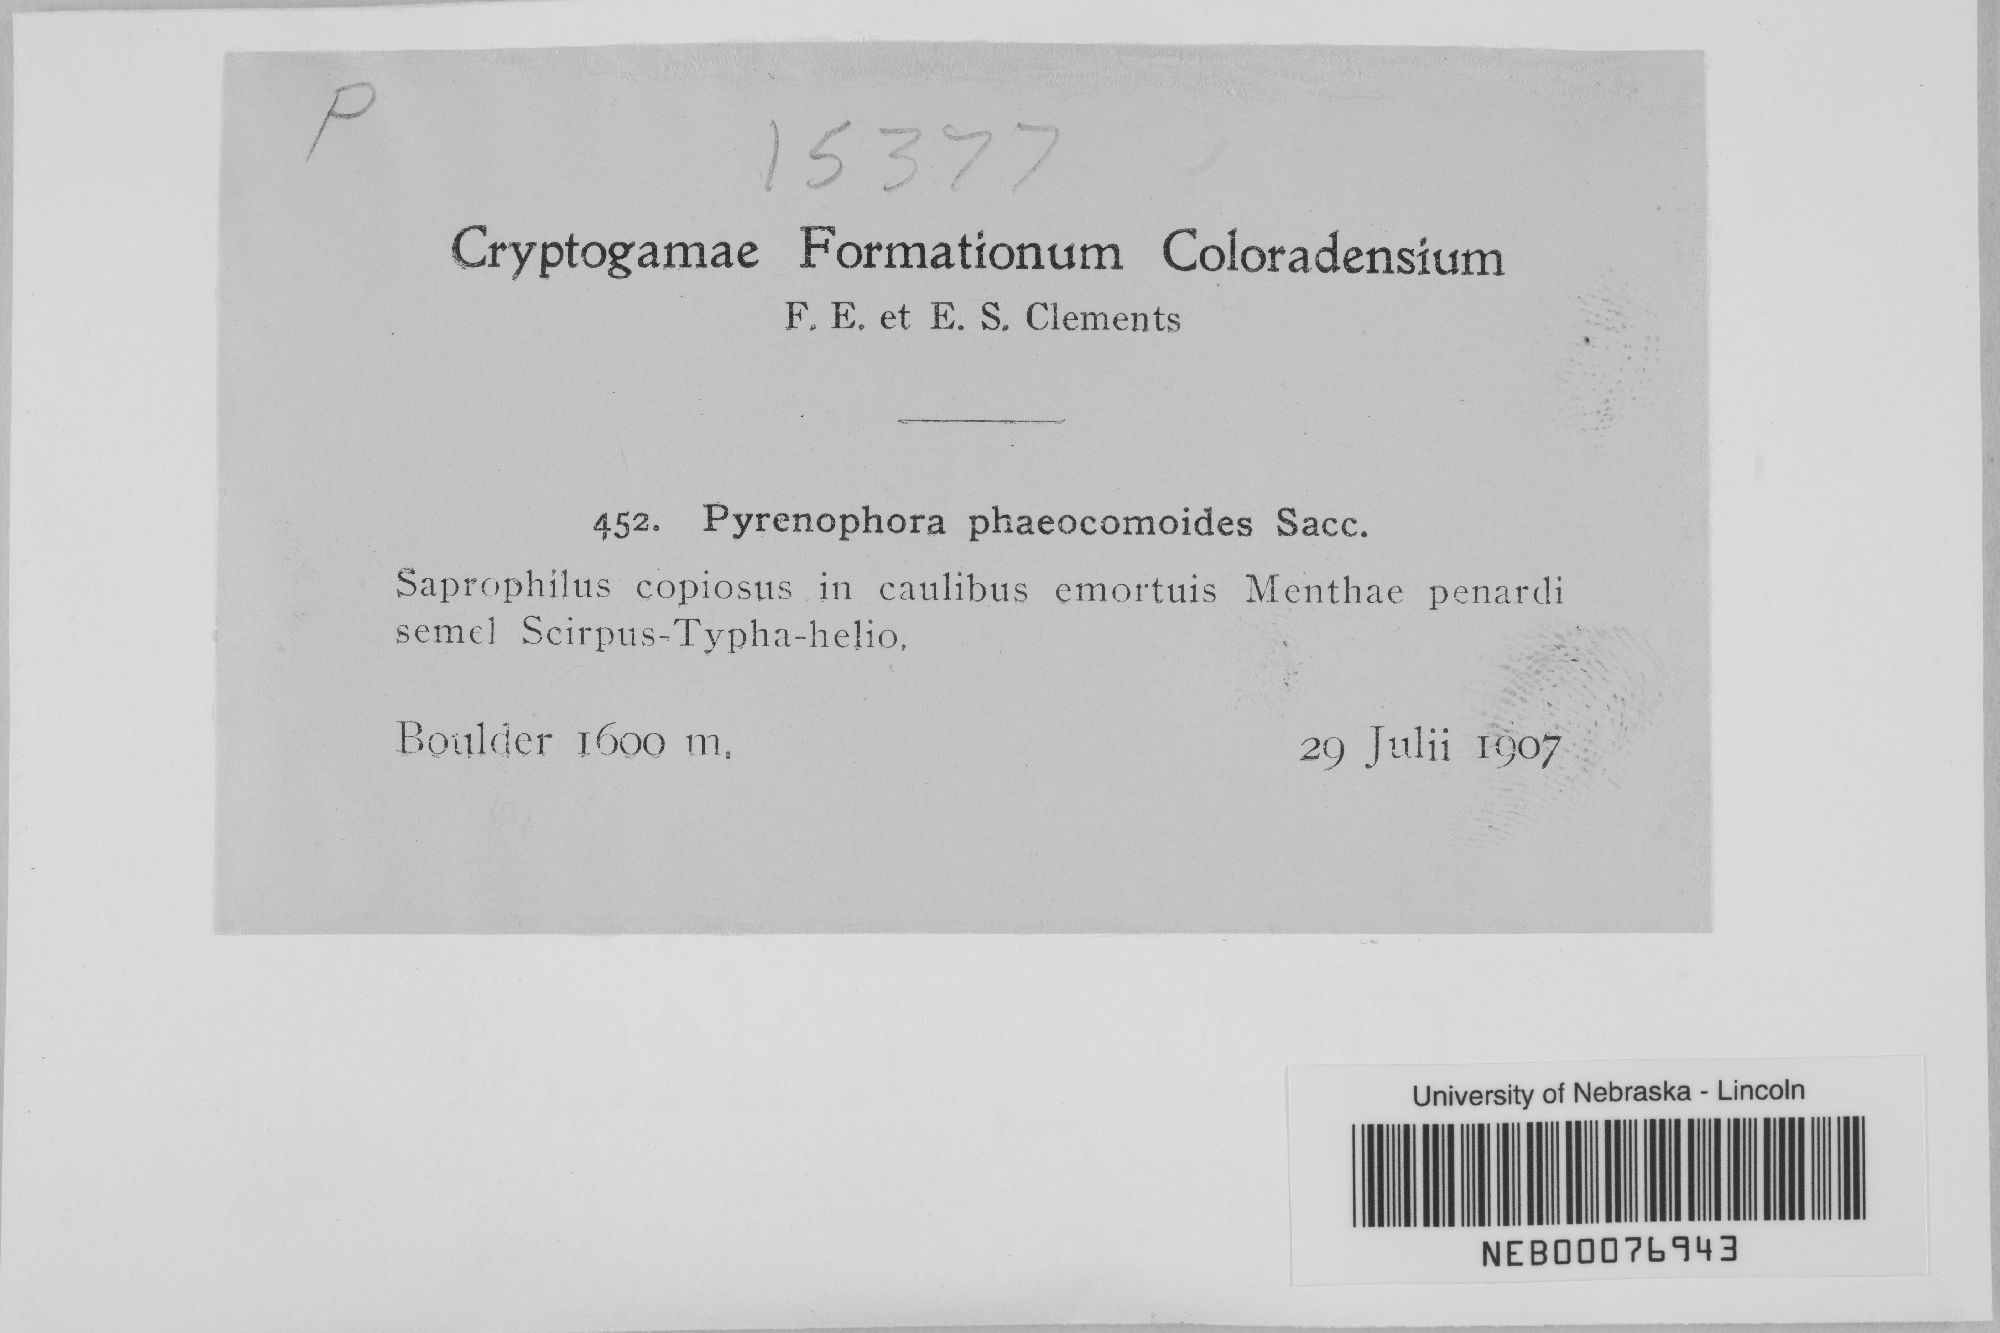 P
15377
Cryptogamae Formationum Coloradensium
F. E. et E. S. Clements
452. Pyrenophora phaeocomoides Sacc.
Saprophilus copiosus in caulibus emortuis Menthae penardi
semel Scirpus-Typha-helio.
Boulder 1600 m.
29 Julii 1907
University of Nebraska - Lincoln
NEB00076943